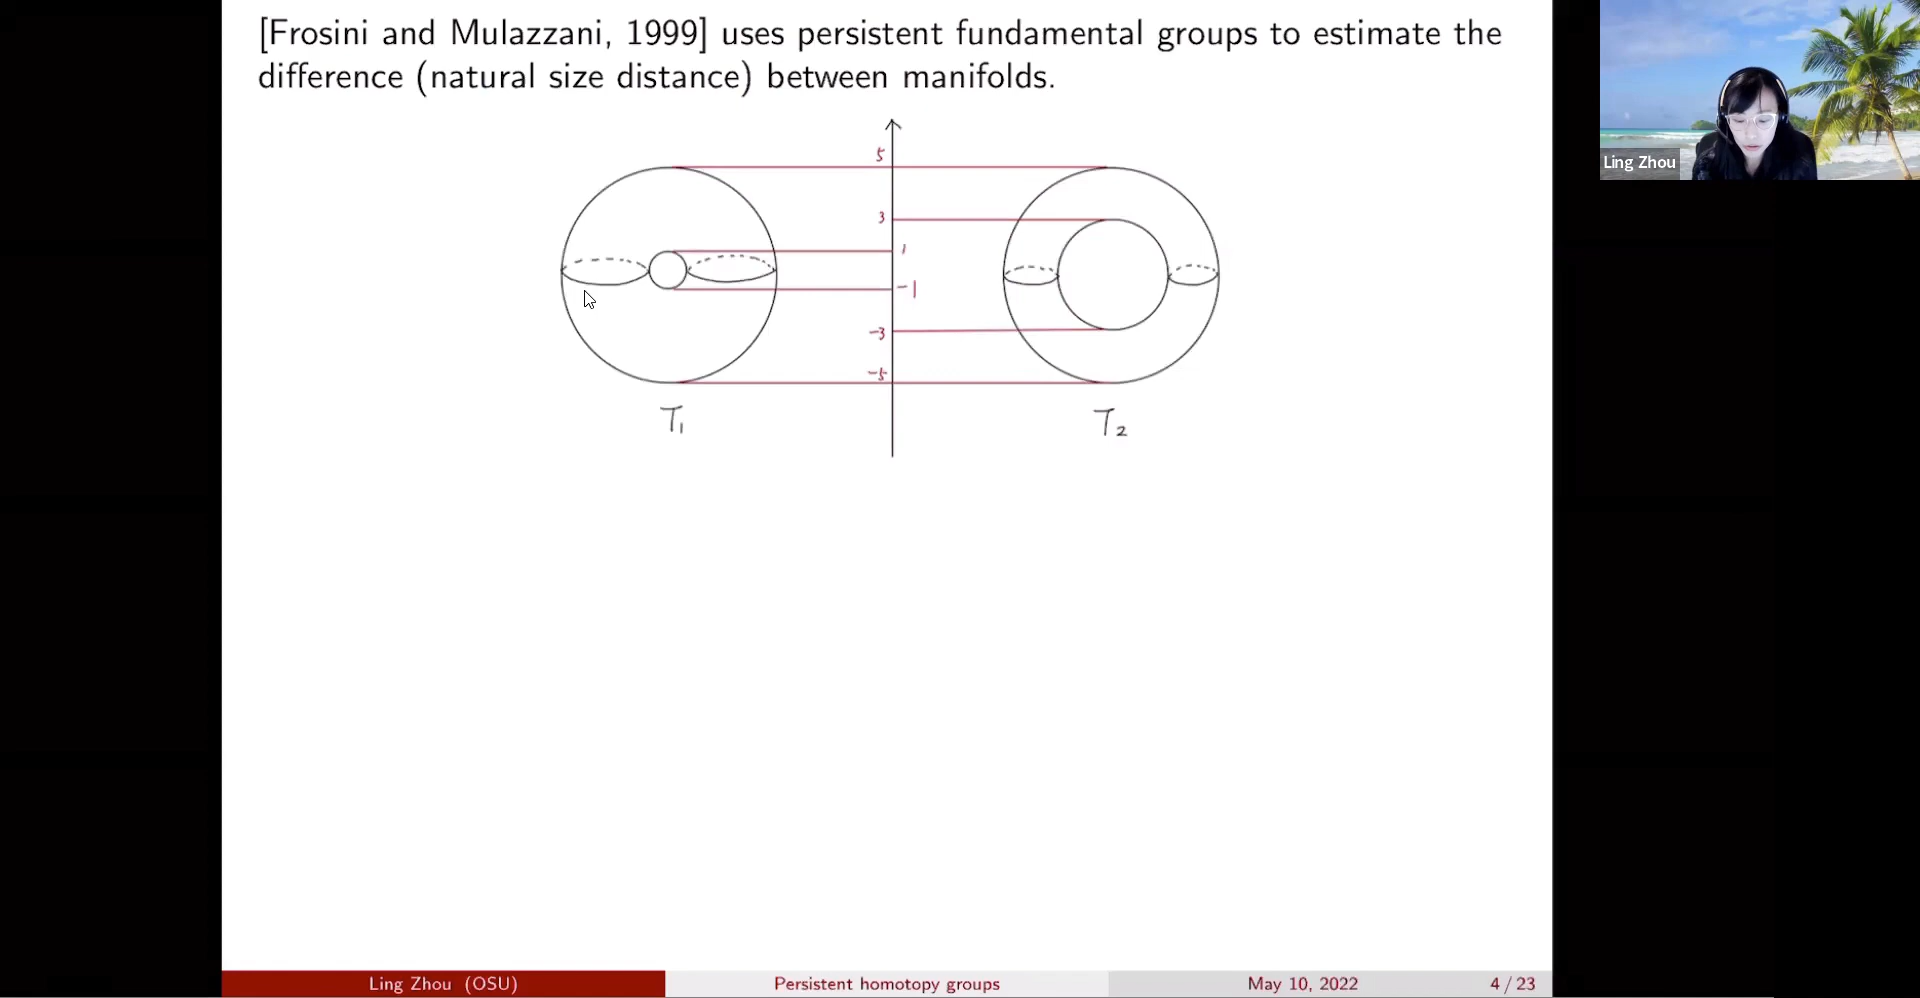 [Frosini and Mulazzani, 1999] uses persistent fundamental groups to estimate the
difference (natural size distance) between manifolds.
5
3
1
-1
-3
-5
T₁
T₂
Ling Zhou
Ling Zhou (OSU) Persistent homotopy groups May 10, 2022 4 / 23